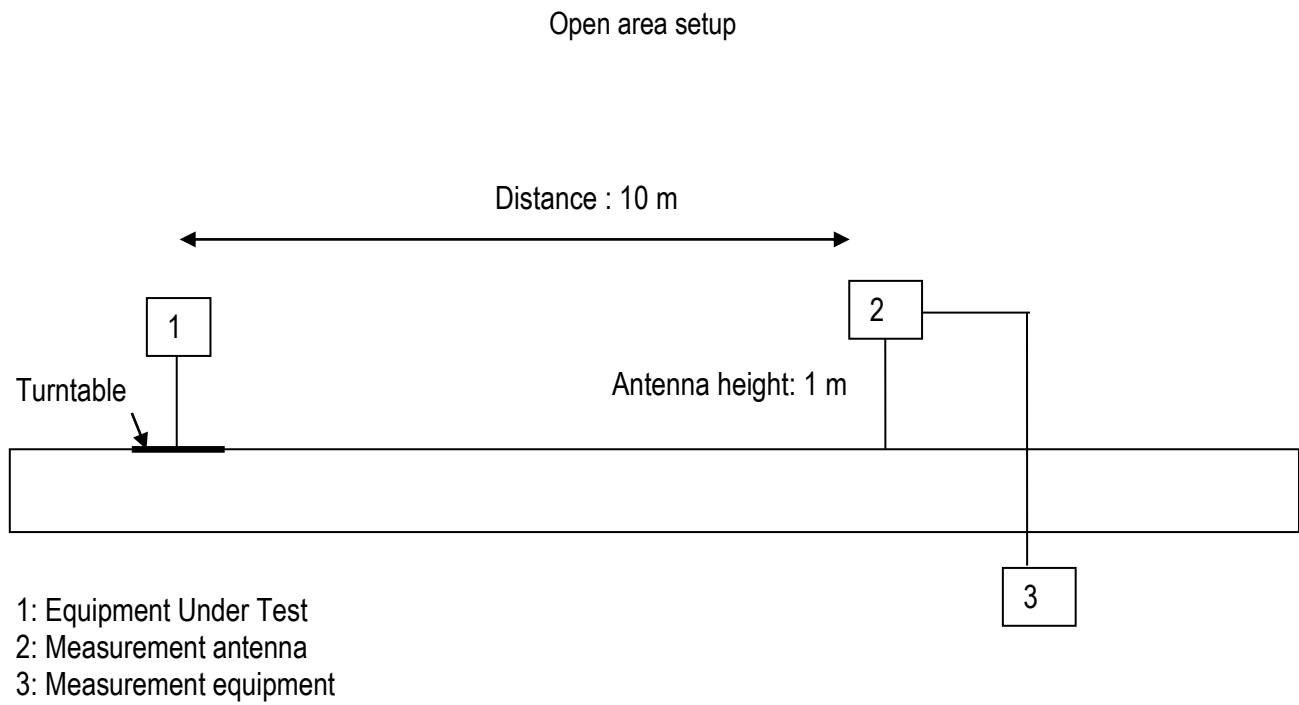 Open area setup
Distance : 10 m
1
2
Turntable
Antenna height: 1 m
3
1: Equipment Under Test
2: Measurement antenna
3: Measurement equipment